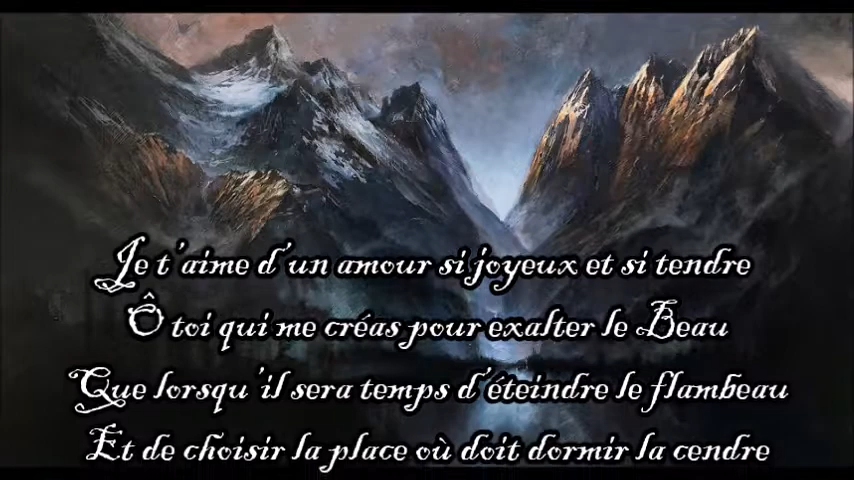 Je t'aime d'un amour si joyeux et si tendre
Ô toi qui me créas pour exalter le Beau
Que lorsqu'il sera temps d'éteindre le flambeau
Et de choisir la place où doit dormir la cendre